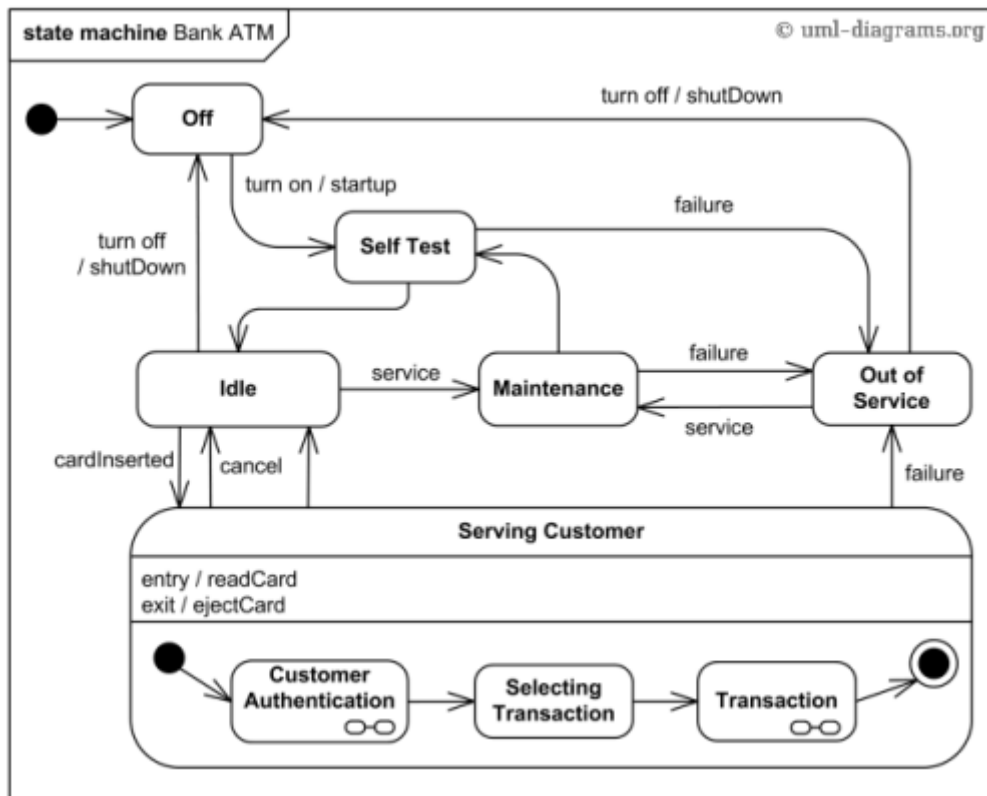 state machine Bank ATM
© uml-diagrams.org
turn off / shutDown
Off
turn on / startup
failure
turn off
/ shutDown
Self Test
Idle
service
Maintenance
failure
service
Out of
Service
cardInserted
cancel
failure
Serving Customer
entry / readCard
exit / ejectCard
Customer
Authentication
Selecting
Transaction
Transaction